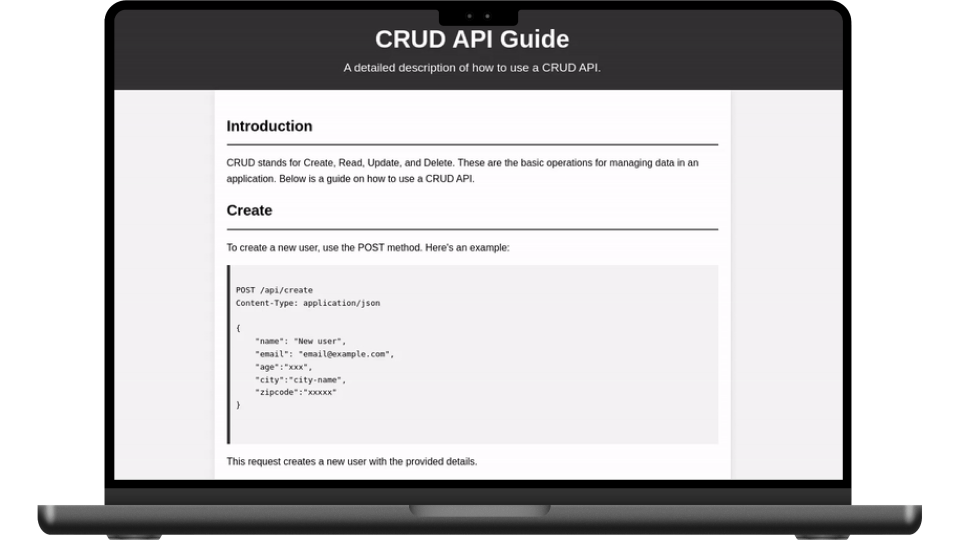 CRUD API Guide
A detailed description of how to use a CRUD API.
Introduction
CRUD stands for Create, Read, Update, and Delete. These are the basic operations for managing data in an
application. Below is a guide on how to use a CRUD API.
Create
To create a new user, use the POST method. Here's an example:
POST /api/create
Content-Type: application/json
{
    "name": "New user",
    "email": "email@example.com",
    "age":"xxx",
    "city":"city-name",
    "zipcode":"xxxxx"
}
This request creates a new user with the provided details.